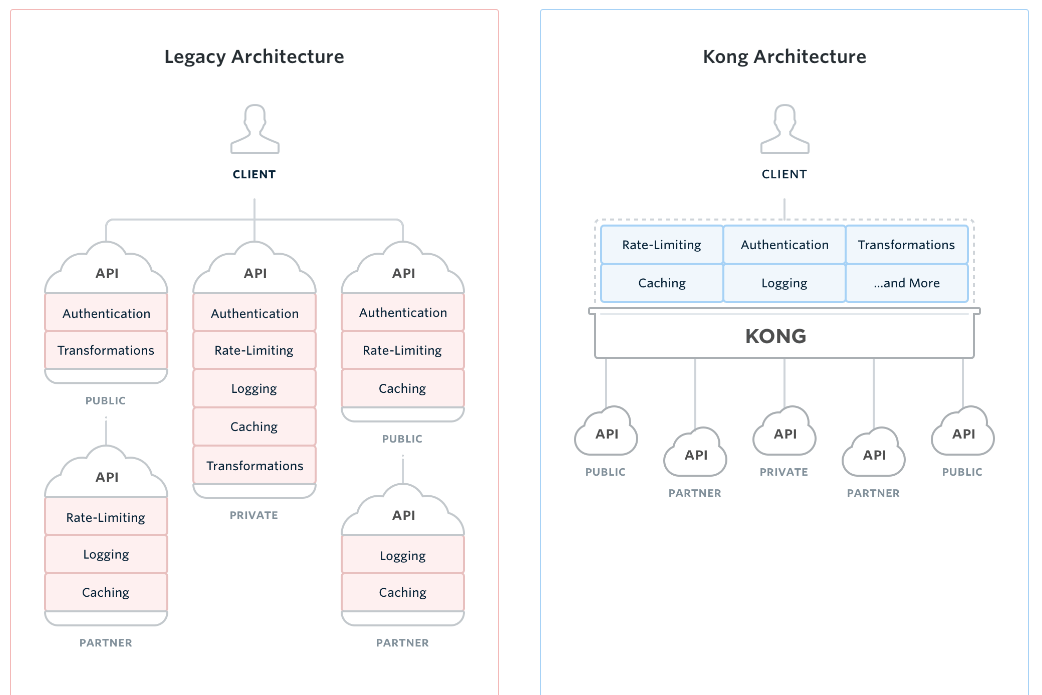 Legacy Architecture
CLIENT
API
Authentication
Transformations
PUBLIC
API
Rate-Limiting
Logging
Caching
PARTNER
API
Authentication
Rate-Limiting
Logging
Caching
Transformations
PRIVATE
API
Authentication
Rate-Limiting
Caching
PUBLIC
API
Logging
Caching
PARTNER
Kong Architecture
CLIENT
Rate-Limiting
Authentication
Transformations
Caching
Logging
...and More
KONG
API
PUBLIC
API
PARTNER
API
PRIVATE
API
PARTNER
API
PUBLIC